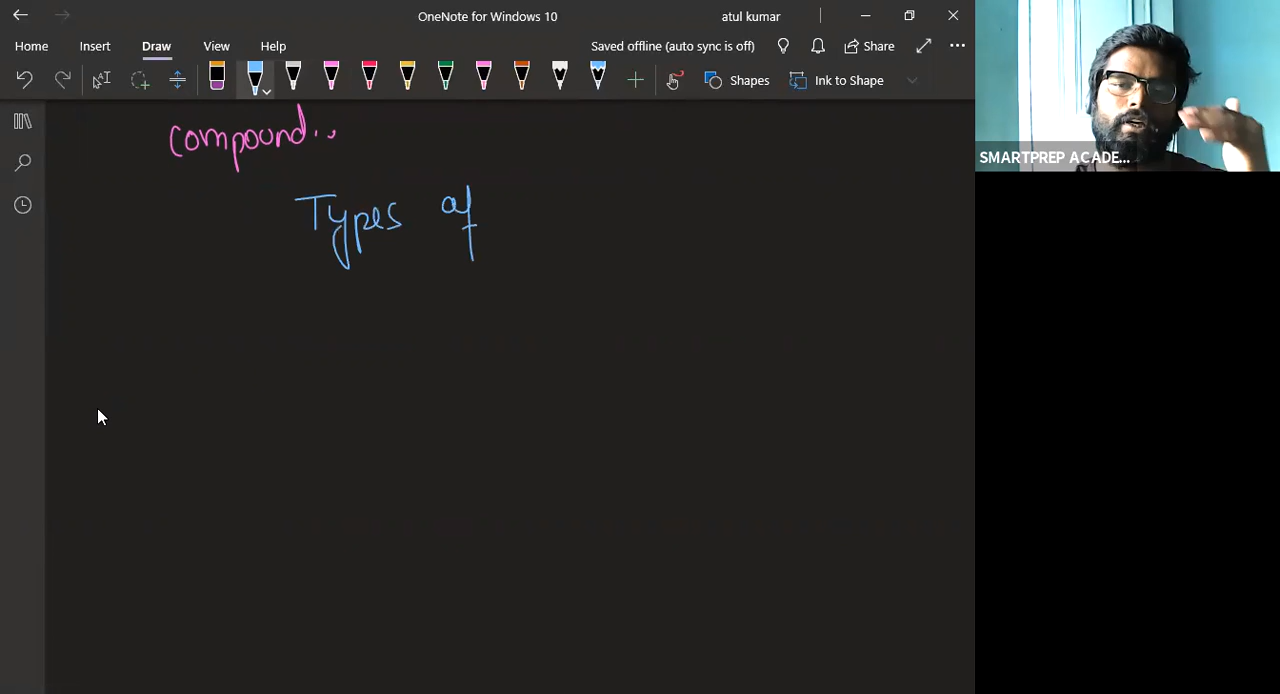 OneNote for Windows 10
atul kumar
Home Insert Draw View Help
Saved offline (auto sync is off)
Share
Shapes
Ink to Shape
SMARTPREP ACADE...
compound...
Types of